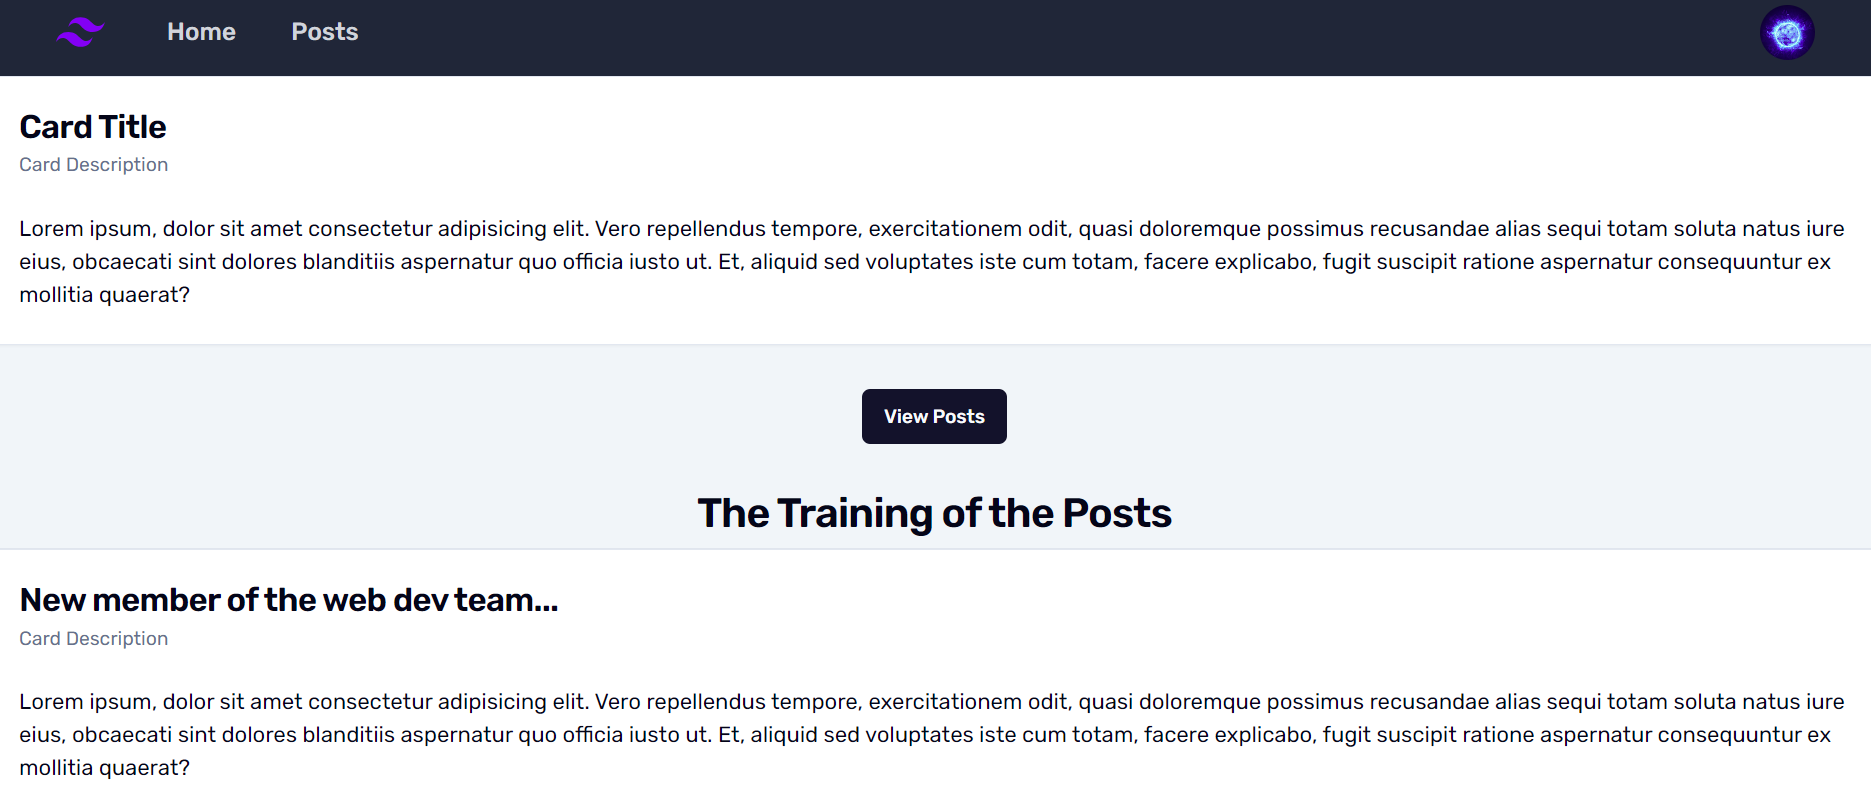 Home Posts
Card Title
Card Description
Lorem ipsum, dolor sit amet consectetur adipisicing elit. Vero repellendus tempore, exercitationem odit, quasi doloremque possimus recusandae alias sequi totam soluta natus iure
eius, obcaecati sint dolores blanditiis aspernatur quo officia iusto ut. Et, aliquid sed voluptates iste cum totam, facere explicabo, fugit suscipit ratione aspernatur consequuntur ex
mollitia quaerat?
View Posts
The Training of the Posts
New member of the web dev team...
Card Description
Lorem ipsum, dolor sit amet consectetur adipisicing elit. Vero repellendus tempore, exercitationem odit, quasi doloremque possimus recusandae alias sequi totam soluta natus iure
eius, obcaecati sint dolores blanditiis aspernatur quo officia iusto ut. Et, aliquid sed voluptates iste cum totam, facere explicabo, fugit suscipit ratione aspernatur consequuntur ex
mollitia quaerat?